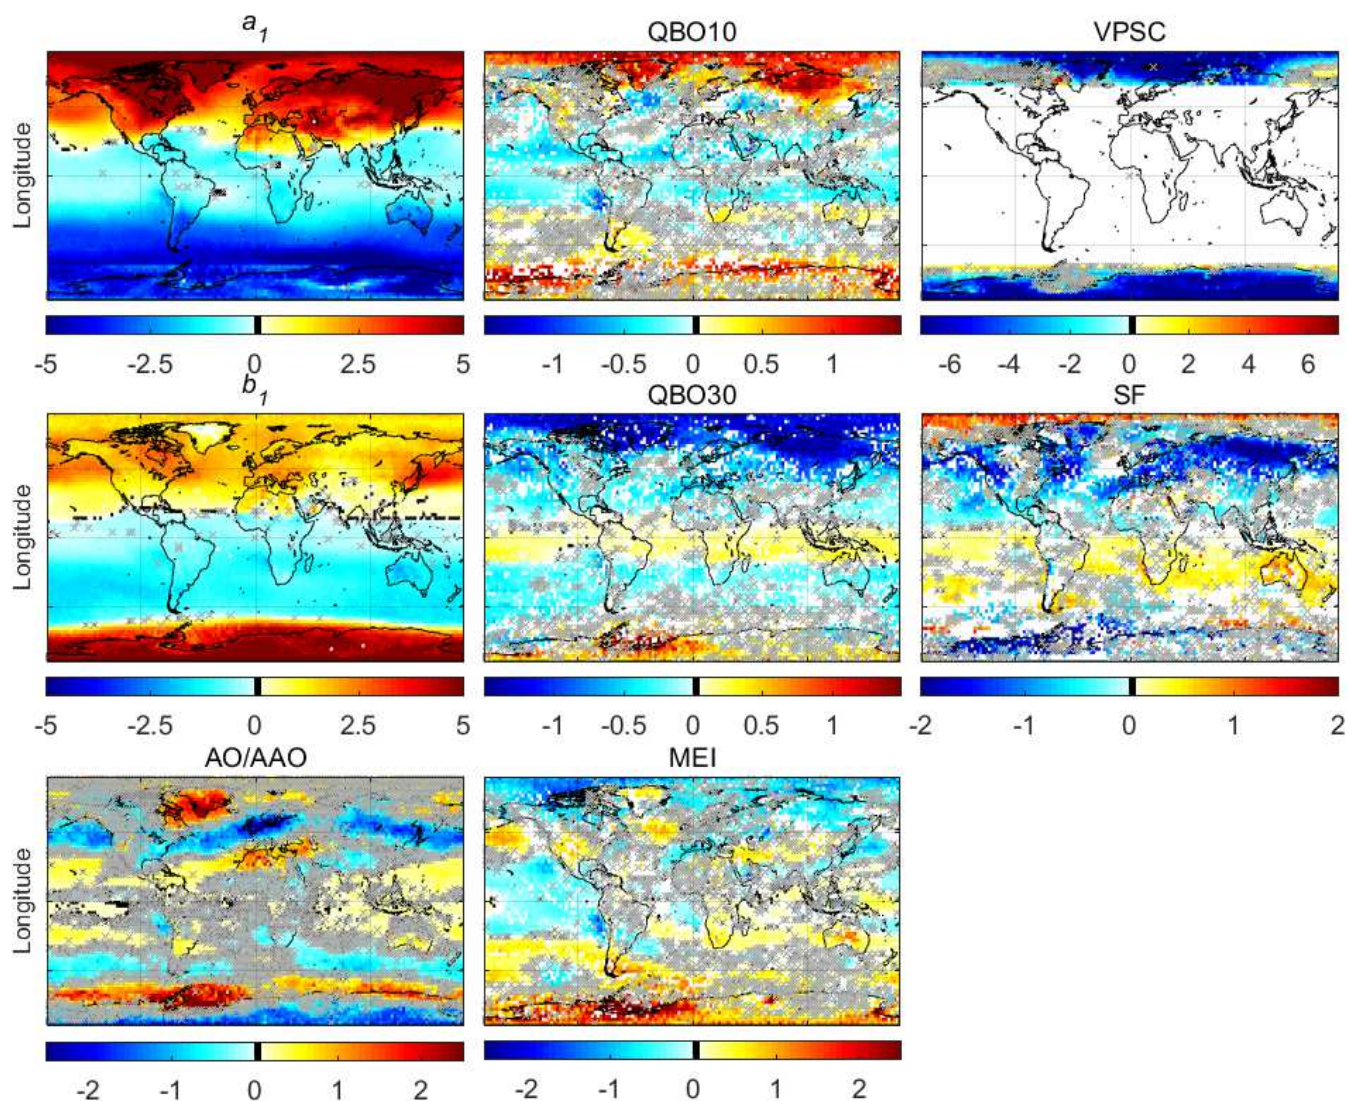 a1 QBO10 VPSC
Longitude
-5 -2.5 0 2.5 5 -1 -0.5 0 0.5 1 -6 -4 -2 0 2 4 6
b1 QBO30 SF
Longitude
-5 -2.5 0 2.5 5 -1 -0.5 0 0.5 1 -2 -1 0 1 2
AO/AAO MEI
Longitude
-2 -1 0 1 2 -2 -1 0 1 2